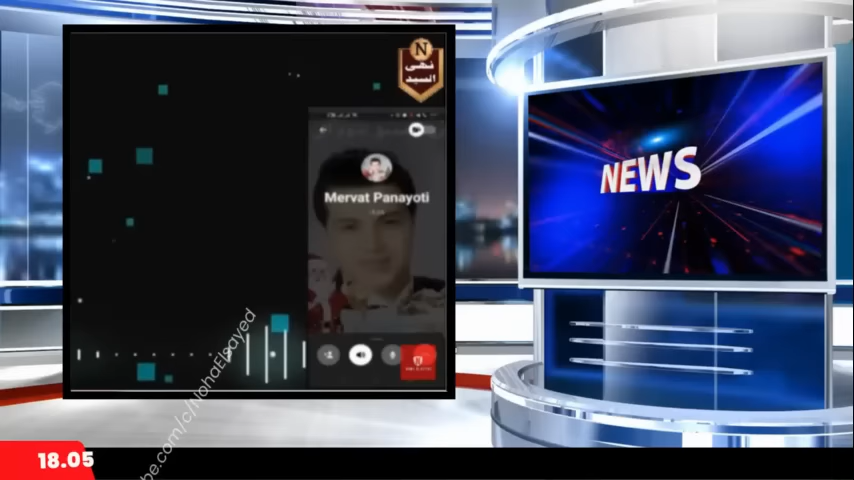 N
نهى
السيد
Mervat Panayoti
NEWS
be.com/c/NohaElsayed
18.05